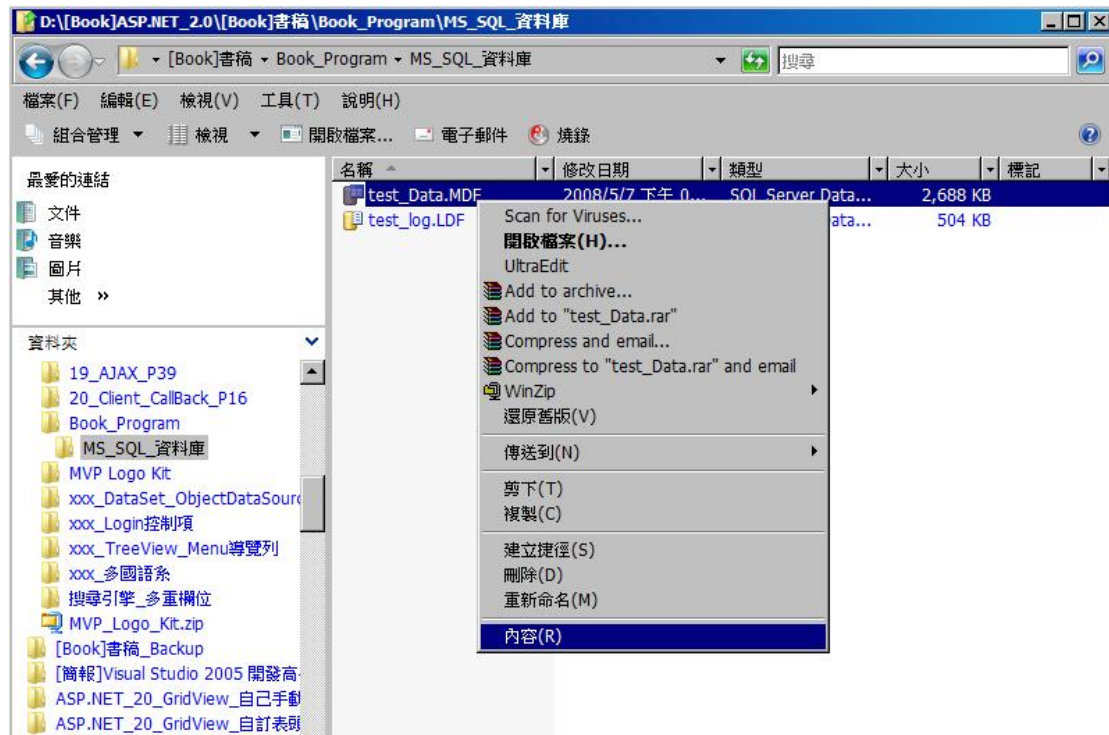 D:\[Book]ASP.NET_2.0\[Book]書稿\Book_Program\MS_SQL_資料庫
[Book]書稿 Book_Program MS_SQL_資料庫 搜尋
檔案(F) 編輯(E) 檢視(V) 工具(T) 說明(H)
組合管理 檢視 開啟檔案... 電子郵件 燒錄
最愛的連結
文件
音樂
圖片
其他 »
資料夾
19_AJAX_P39
20_Client_CallBack_P16
Book_Program
MS_SQL_資料庫
MVP Logo Kit
xxx_DataSet_ObjectDataSourc
xxx_Login控制項
xxx_TreeView_Menu導覽列
xxx_多國語系
搜尋引擎_多重欄位
MVP_Logo_Kit.zip
[Book]書稿_Backup
[簡報]Visual Studio 2005 開發高
ASP.NET_20_GridView_自己手動
ASP.NET_20_GridView_自訂表頭
名稱 修改日期 類型 大小 標記
test_Data.MDF 2008/5/7 下午 0... SQL Server Data... 2,688 KB
test_log.LDF ata... 504 KB
Scan for Viruses...
開啟檔案(H)...
UltraEdit
Add to archive...
Add to "test_Data.rar"
Compress and email...
Compress to "test_Data.rar" and email
WinZip
還原舊版(V)
傳送到(N)
剪下(T)
複製(C)
建立捷徑(S)
刪除(D)
重新命名(M)
內容(R)